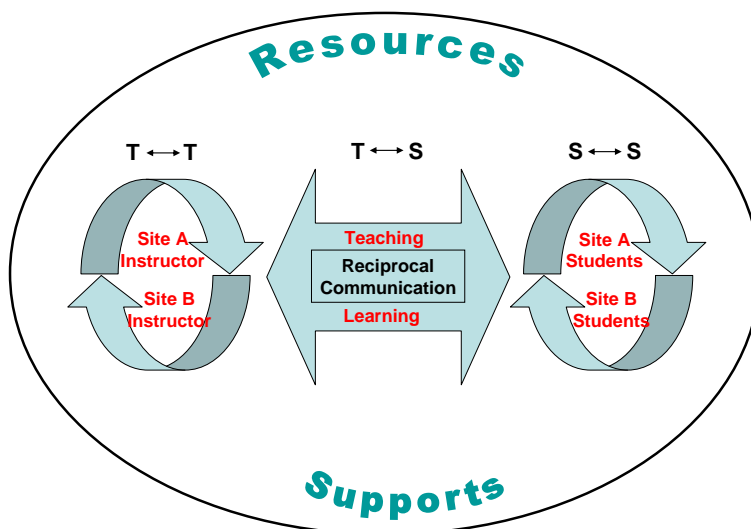 Resources
T ↔ T
T ↔ S
S ↔ S
Site A
Instructor
Site B
Instructor
Teaching
Reciprocal
Communication
Learning
Site A
Students
Site B
Students
Supports